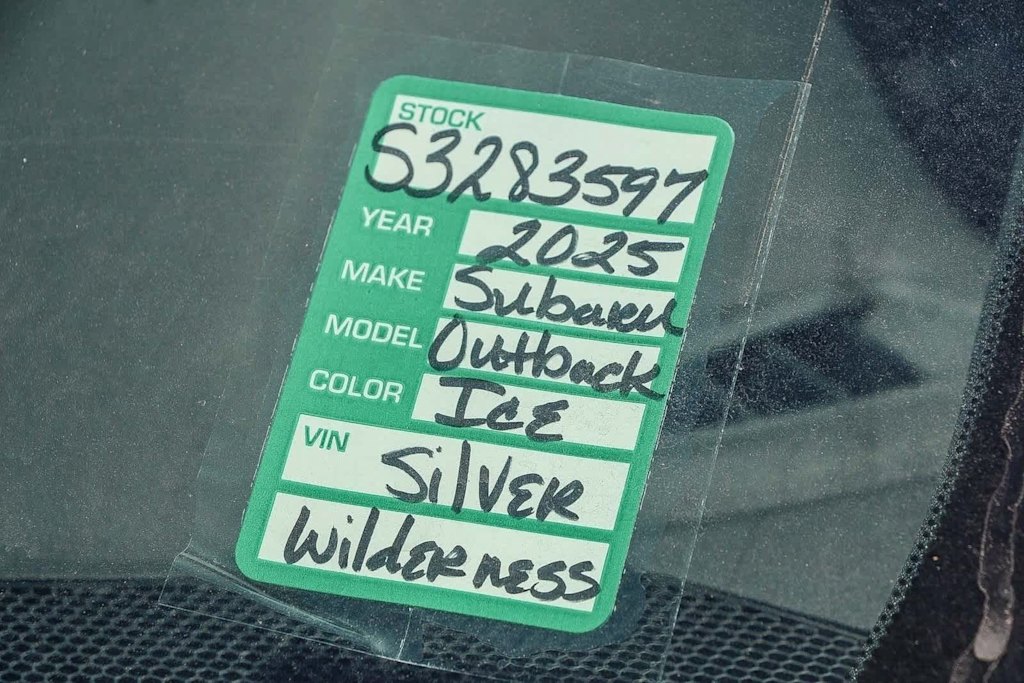 STOCK
S3283597
YEAR 2025
MAKE Subaru
MODEL Outback
COLOR ICE
VIN SilVER
WildERNESS